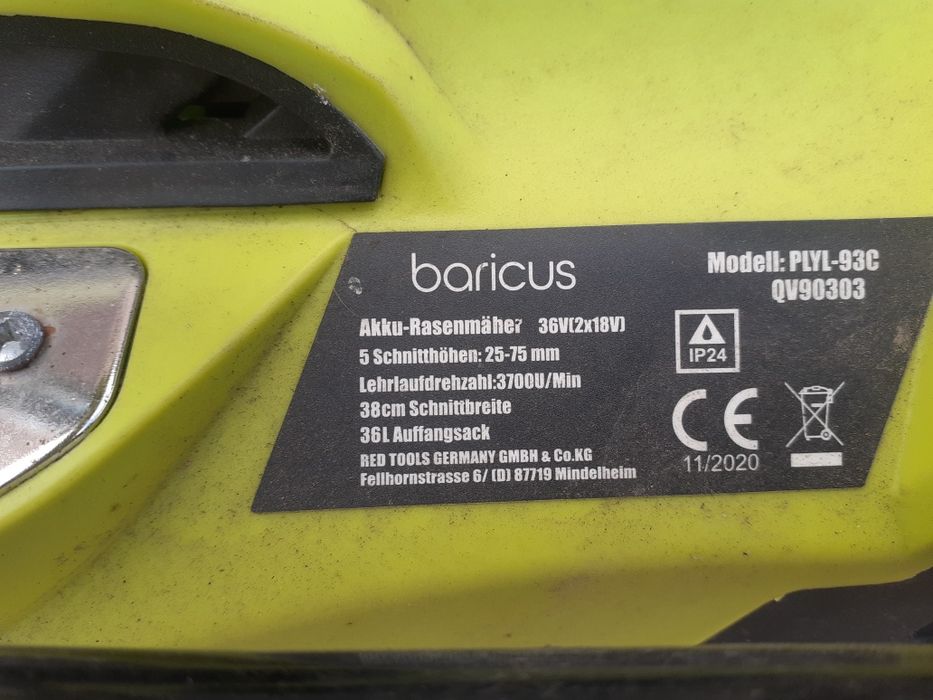 baricus
Modell: PLYL-93C
QV90303
Akku-Rasenmäher 36V(2x18V)
5 Schnitthöhen: 25-75 mm
Lehrlaufdrehzahl:3700U/Min
38cm Schnittbreite
36L Auffangsack
RED TOOLS GERMANY GMBH & Co.KG
Fellhornstrasse 6/ (D) 87719 Mindelheim
IP24
CE
11/2020